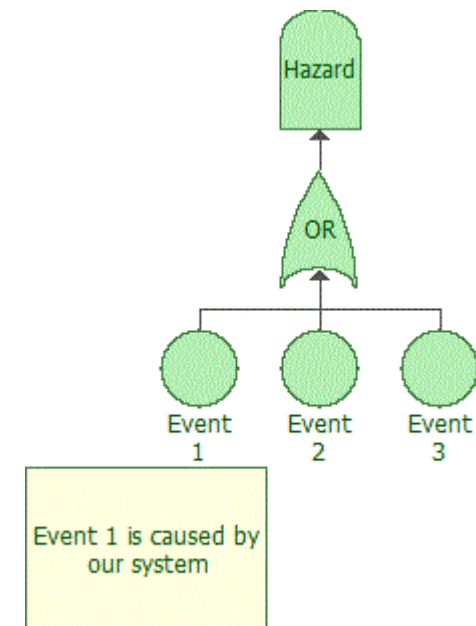 Hazard
OR
Event 1
Event 2
Event 3
Event 1 is caused by
our system